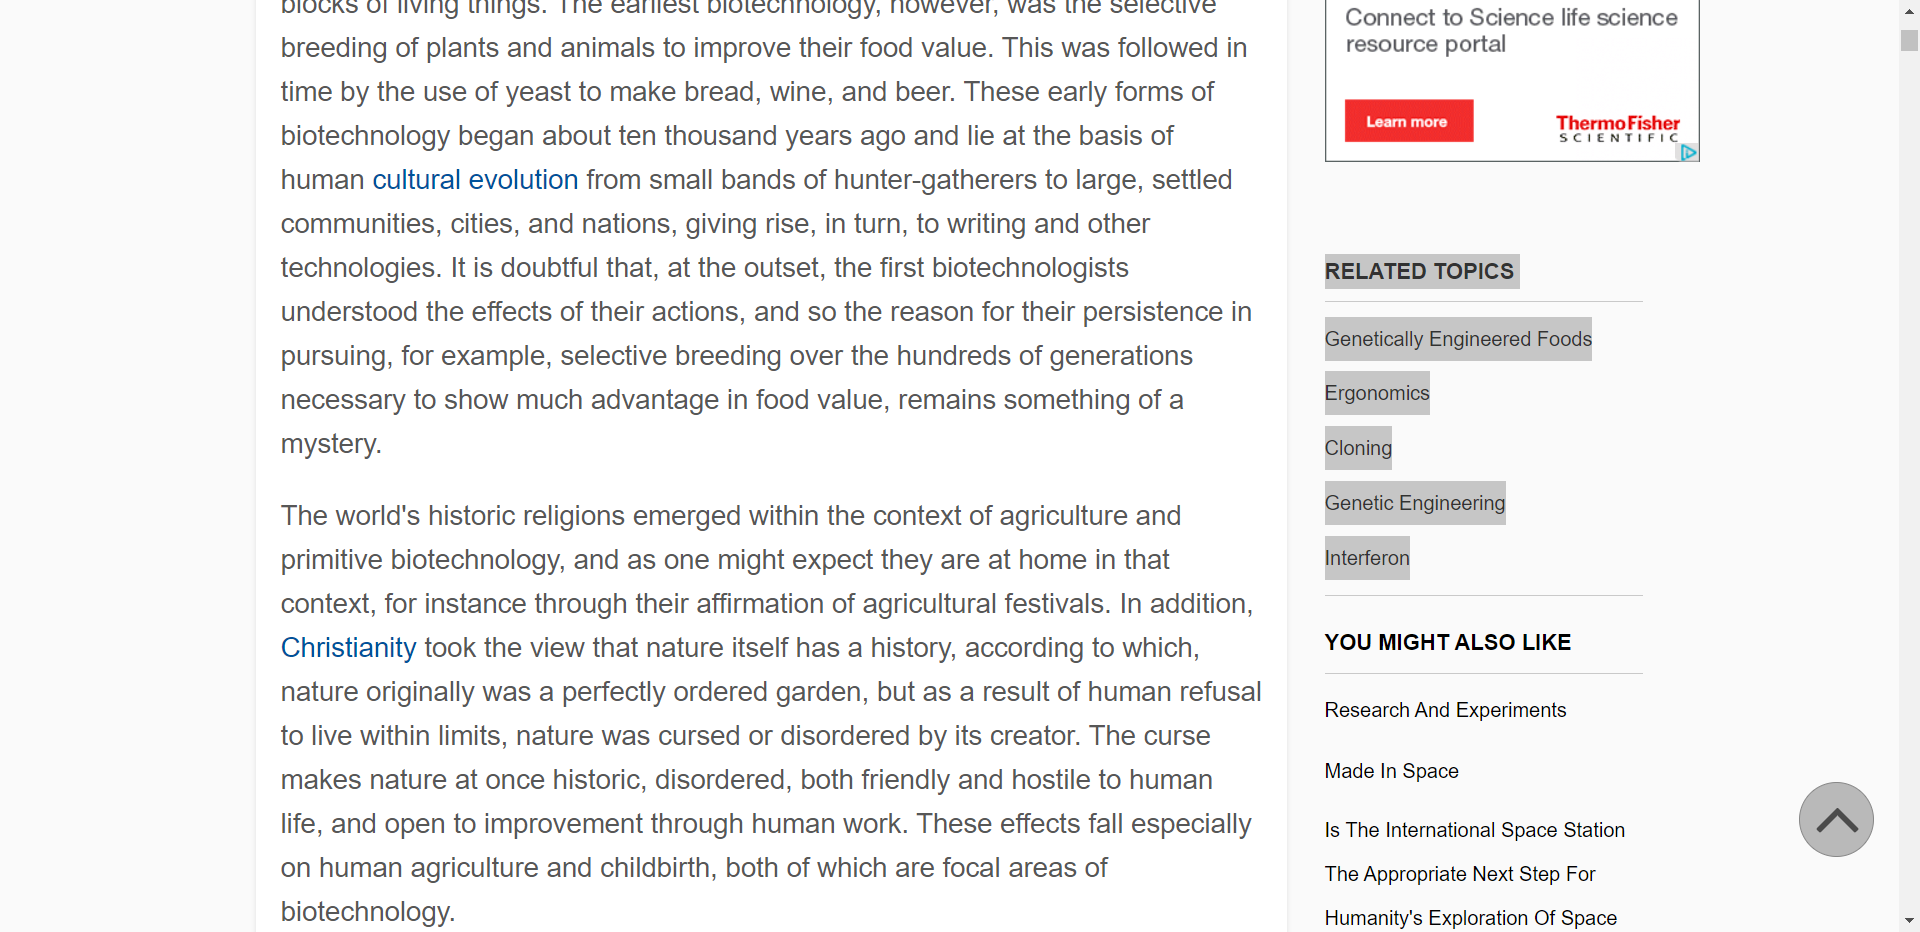 blocks of living things. The earliest biotechnology, however, was the selective
breeding of plants and animals to improve their food value. This was followed in
time by the use of yeast to make bread, wine, and beer. These early forms of
biotechnology began about ten thousand years ago and lie at the basis of
human cultural evolution from small bands of hunter-gatherers to large, settled
communities, cities, and nations, giving rise, in turn, to writing and other
technologies. It is doubtful that, at the outset, the first biotechnologists
understood the effects of their actions, and so the reason for their persistence in
pursuing, for example, selective breeding over the hundreds of generations
necessary to show much advantage in food value, remains something of a
mystery.
The world's historic religions emerged within the context of agriculture and
primitive biotechnology, and as one might expect they are at home in that
context, for instance through their affirmation of agricultural festivals. In addition,
Christianity took the view that nature itself has a history, according to which,
nature originally was a perfectly ordered garden, but as a result of human refusal
to live within limits, nature was cursed or disordered by its creator. The curse
makes nature at once historic, disordered, both friendly and hostile to human
life, and open to improvement through human work. These effects fall especially
on human agriculture and childbirth, both of which are focal areas of
biotechnology.
Connect to Science life science
resource portal
Learn more
ThermoFisher
SCIENTIFIC
RELATED TOPICS
Genetically Engineered Foods
Ergonomics
Cloning
Genetic Engineering
Interferon
YOU MIGHT ALSO LIKE
Research And Experiments
Made In Space
Is The International Space Station
The Appropriate Next Step For
Humanity's Exploration Of Space